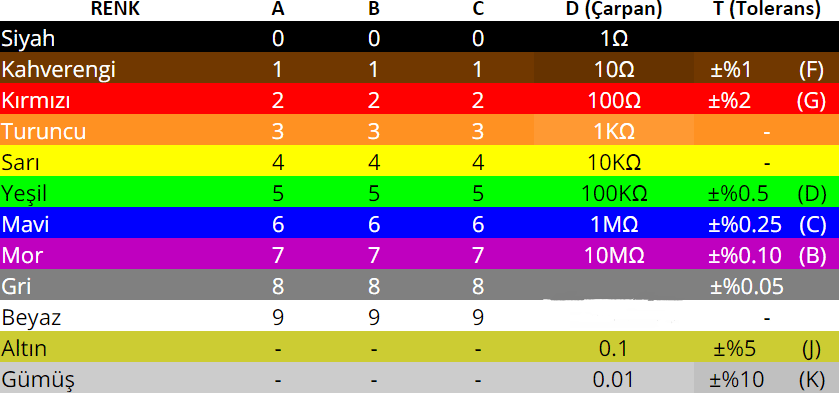 RENK A B C D (Çarpan) T (Tolerans)
Siyah 0 0 0 1Ω
Kahverengi 1 1 1 10Ω ±%1 (F)
Kırmızı 2 2 2 100Ω ±%2 (G)
Turuncu 3 3 3 1KΩ -
Sarı 4 4 4 10KΩ -
Yeşil 5 5 5 100KΩ ±%0.5 (D)
Mavi 6 6 6 1MΩ ±%0.25 (C)
Mor 7 7 7 10MΩ ±%0.10 (B)
Gri 8 8 8 ±%0.05
Beyaz 9 9 9 -
Altın - - - 0.1 ±%5 (J)
Gümüş - - - 0.01 ±%10 (K)